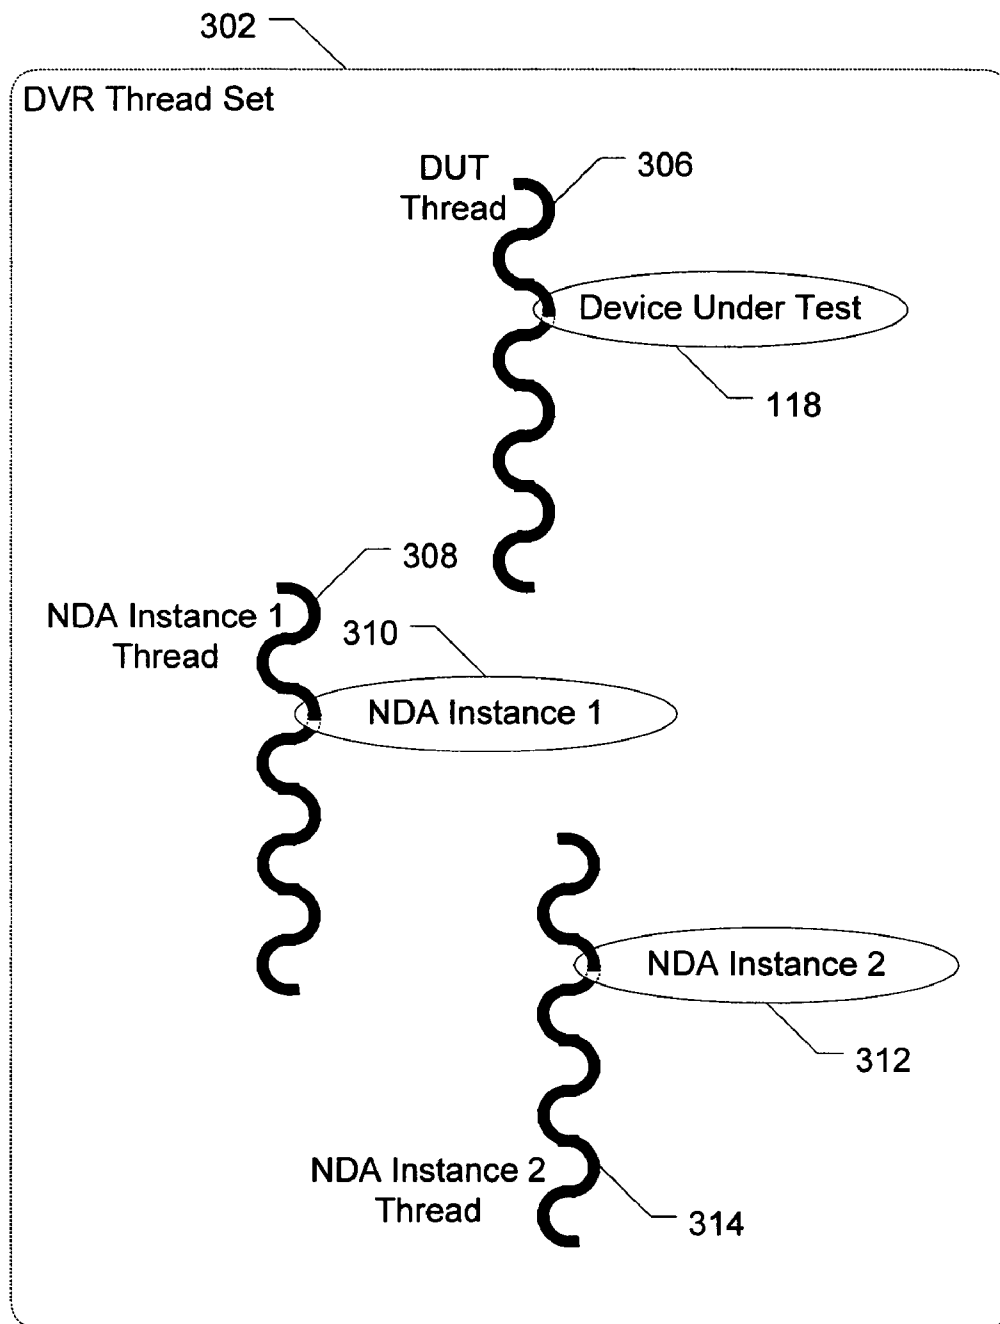 302
DVR Thread Set
DUT
Thread
306
Device Under Test
118
308
NDA Instance 1
Thread
310
NDA Instance 1
NDA Instance 2
312
NDA Instance 2
Thread
314